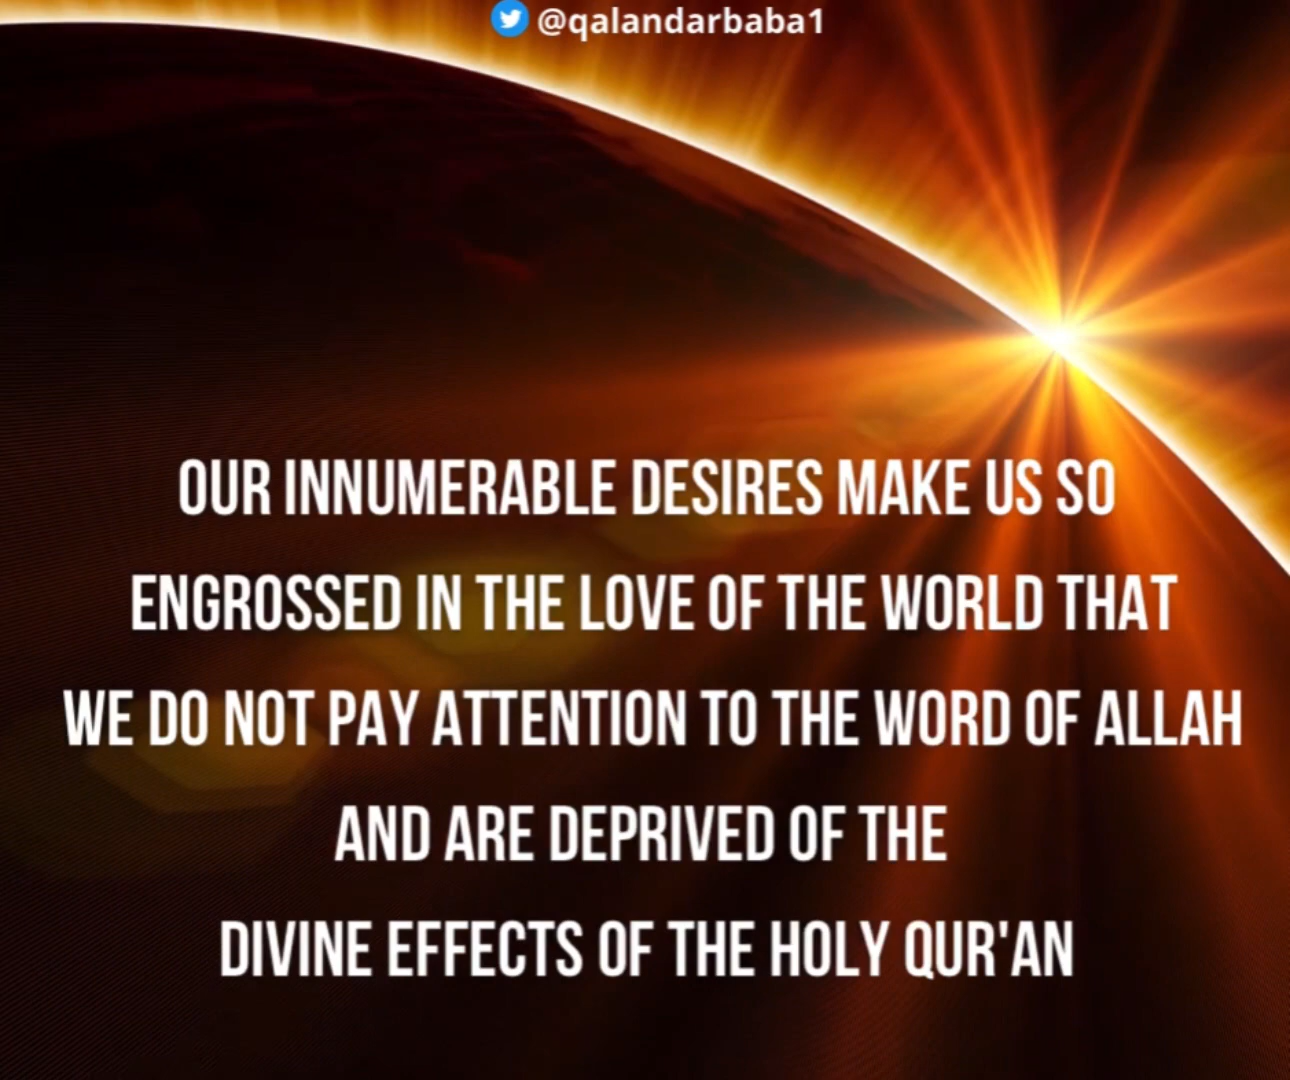 @qalandarbaba1
OUR INNUMERABLE DESIRES MAKE US SO
ENGROSSED IN THE LOVE OF THE WORLD THAT
WE DO NOT PAY ATTENTION TO THE WORD OF ALLAH
AND ARE DEPRIVED OF THE
DIVINE EFFECTS OF THE HOLY QUR'AN